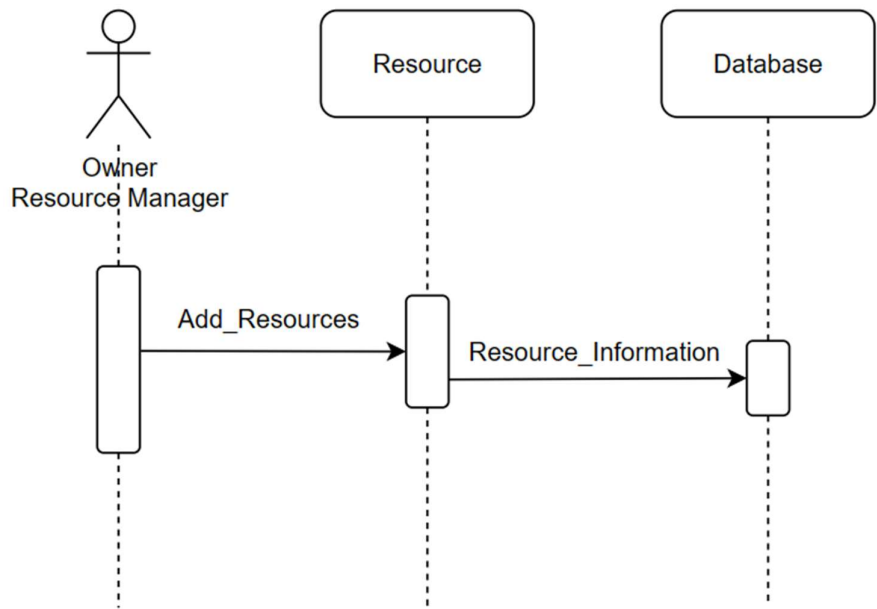 Resource
Database
Owner
Resource Manager
Add_Resources
Resource_Information